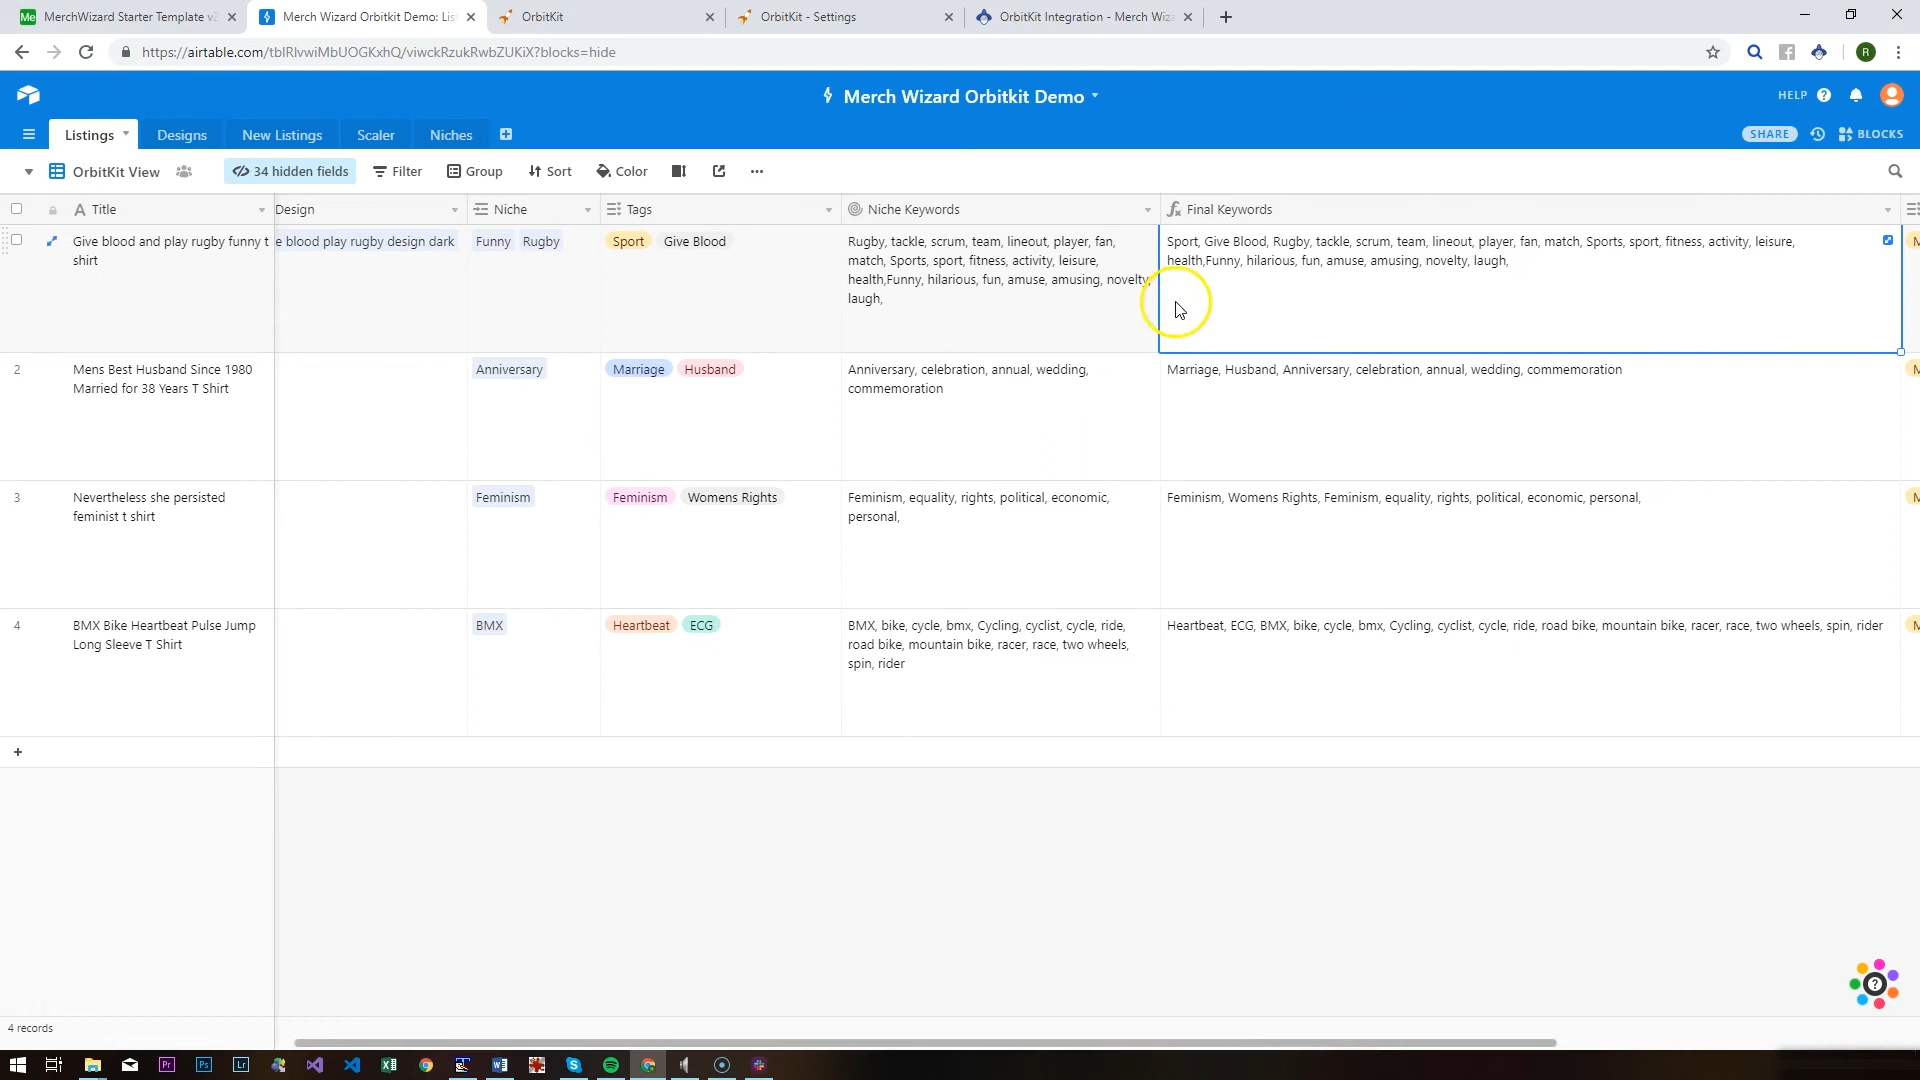 MerchWizard Starter Template v2
Merch Wizard Orbitkit Demo: List
OrbitKit
OrbitKit - Settings
OrbitKit Integration - Merch Wiza
https://airtable.com/tblRlvwiMbUOGKxhQ/viwckRzukRwbZUKiX?blocks=hide
R
Merch Wizard Orbitkit Demo
HELP
Listings
Designs
New Listings
Scaler
Niches
SHARE
BLOCKS
OrbitKit View
34 hidden fields
Filter
Group
Sort
Color
Title
Design
Niche
Tags
Niche Keywords
Final Keywords
Give blood and play rugby funny t
shirt
e blood play rugby design dark
Funny
Rugby
Sport
Give Blood
Rugby, tackle, scrum, team, lineout, player, fan,
match, Sports, sport, fitness, activity, leisure,
health,Funny, hilarious, fun, amuse, amusing, novelty,
laugh,
Sport, Give Blood, Rugby, tackle, scrum, team, lineout, player, fan, match, Sports, sport, fitness, activity, leisure,
health,Funny, hilarious, fun, amuse, amusing, novelty, laugh,
2
Mens Best Husband Since 1980
Married for 38 Years T Shirt
Anniversary
Marriage
Husband
Anniversary, celebration, annual, wedding,
commemoration
Marriage, Husband, Anniversary, celebration, annual, wedding, commemoration
3
Nevertheless she persisted
feminist t shirt
Feminism
Feminism
Womens Rights
Feminism, equality, rights, political, economic,
personal,
Feminism, Womens Rights, Feminism, equality, rights, political, economic, personal,
4
BMX Bike Heartbeat Pulse Jump
Long Sleeve T Shirt
BMX
Heartbeat
ECG
BMX, bike, cycle, bmx, Cycling, cyclist, cycle, ride,
road bike, mountain bike, racer, race, two wheels,
spin, rider
Heartbeat, ECG, BMX, bike, cycle, bmx, Cycling, cyclist, cycle, ride, road bike, mountain bike, racer, race, two wheels, spin, rider
4 records